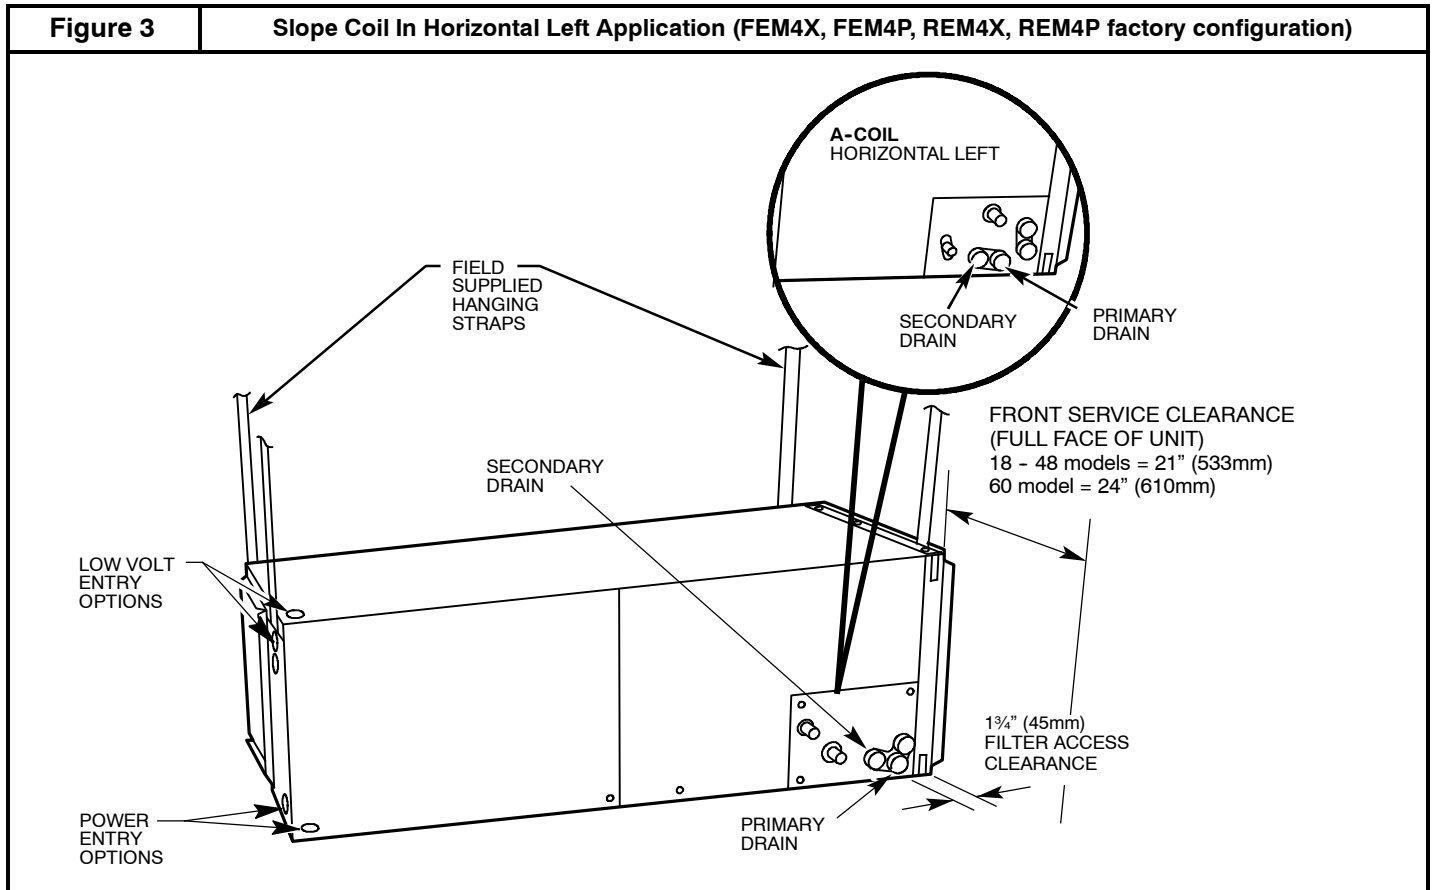 Figure 3
Slope Coil In Horizontal Left Application (FEM4X, FEM4P, REM4X, REM4P factory configuration)
A-COIL
HORIZONTAL LEFT
SECONDARY
DRAIN
PRIMARY
DRAIN
FIELD
SUPPLIED
HANGING
STRAPS
FRONT SERVICE CLEARANCE
(FULL FACE OF UNIT)
18 - 48 models = 21” (533mm)
60 model = 24” (610mm)
SECONDARY
DRAIN
LOW VOLT
ENTRY
OPTIONS
1¾” (45mm)
FILTER ACCESS
CLEARANCE
POWER
ENTRY
OPTIONS
PRIMARY
DRAIN